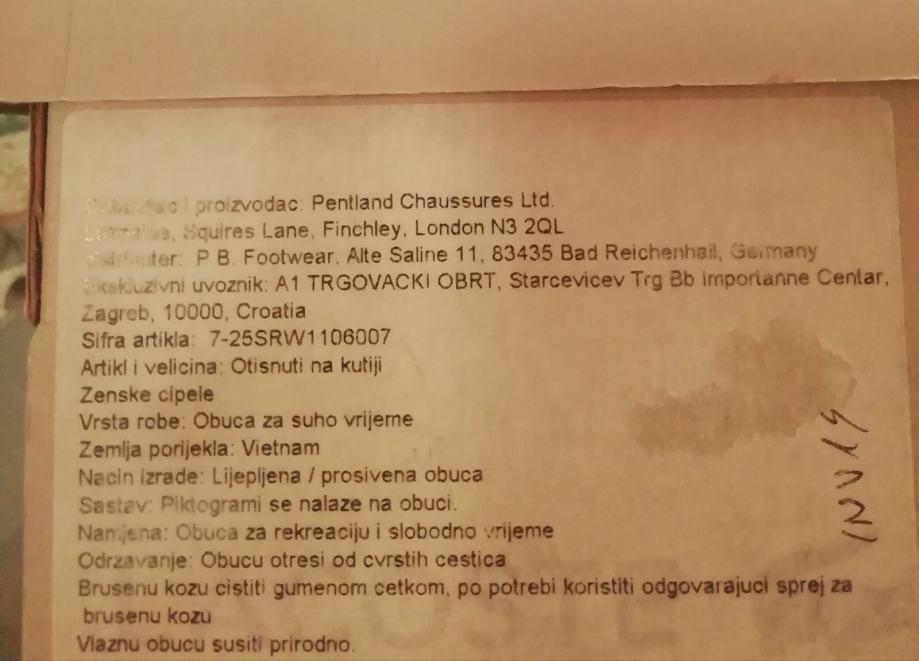 i proizvodac: Pentland Chaussures Ltd.
Squires Lane, Finchley, London N3 2QL
P B. Footwear, Alte Saline 11, 83435 Bad Reichenhall, Germany
Ekskluzivni uvoznik: A1 TRGOVACKI OBRT, Starcevicev Trg Bb Importanne Centar,
Zagreb, 10000, Croatia
Sifra artikla: 7-25SRW1106007
Artikl i velicina: Otisnuti na kutiji
Zenske cipele
Vrsta robe: Obuca za suho vrijeme
Zemlja porijekla: Vietnam
Nacin izrade: Lijepljena / prosivena obuca
Sastav: Piktogrami se nalaze na obuci.
Namjena: Obuca za rekreaciju i slobodno vrijeme
Odrzavanje: Obucu otresi od cvrstih cestica
Brusenu kozu cistiti gumenom cetkom, po potrebi koristiti odgovarajuci sprej za
brusenu kozu
Vlaznu obucu susiti prirodno.